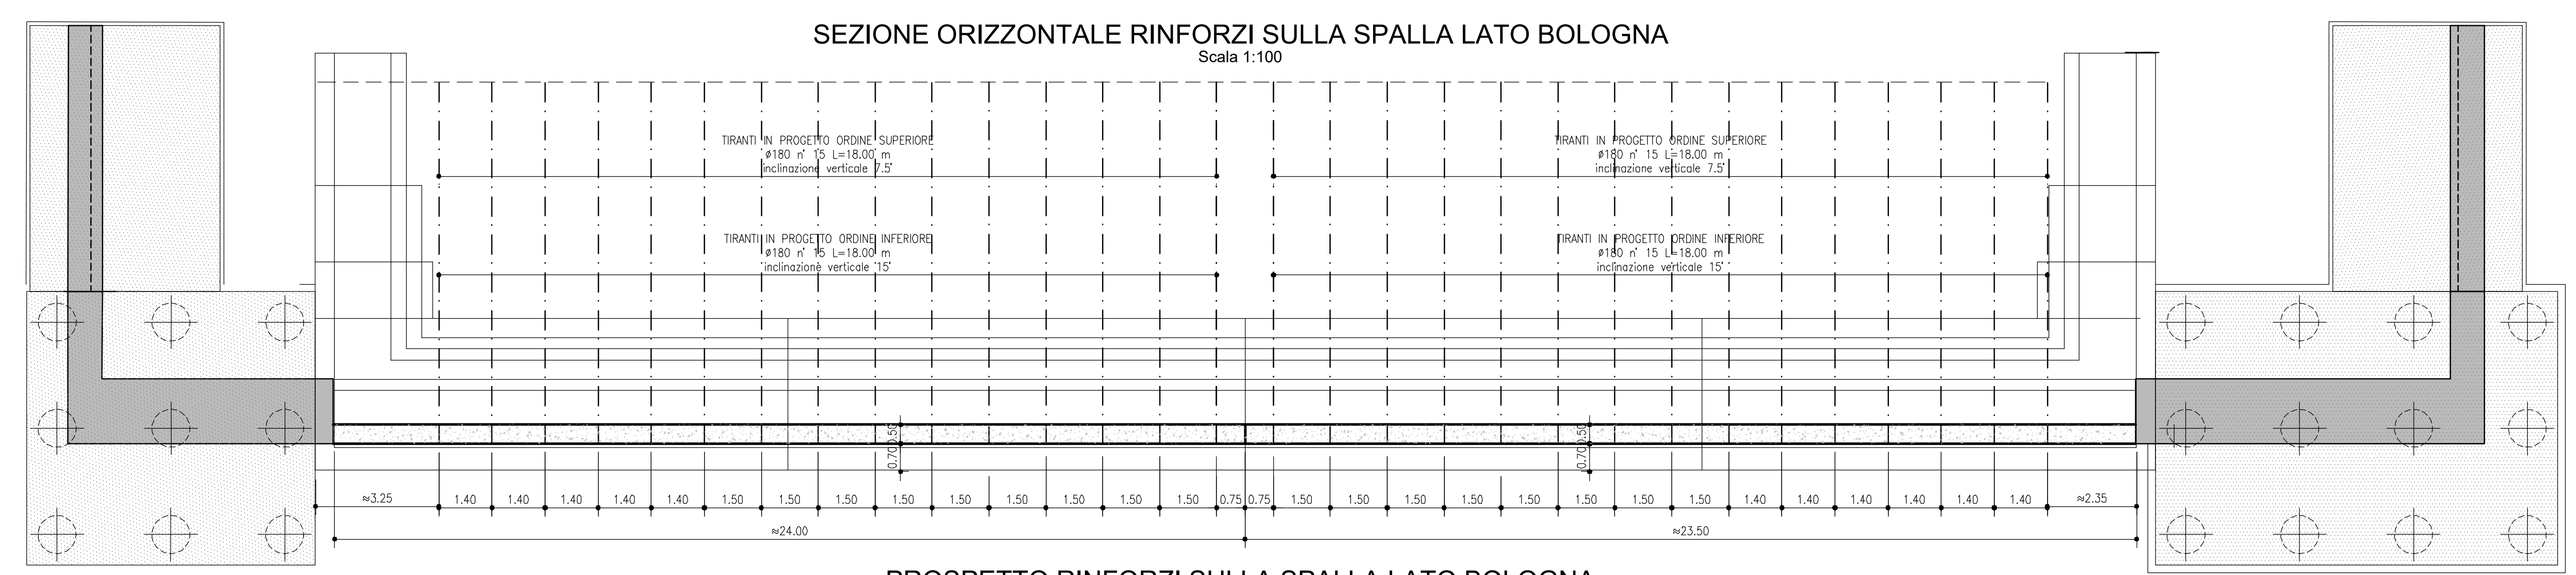 SEZIONE ORIZZONTALE RINFORZI SULLA SPALLA LATO BOLOGNA
Scala 1:100
TIRANTI IN PROGETTO ORDINE SUPERIORE
ø180 n° 15 L=18.00 m
inclinazione verticale 7.5°
TIRANTI IN PROGETTO ORDINE SUPERIORE
ø180 n° 15 L=18.00 m
inclinazione verticale 7.5°
TIRANTI IN PROGETTO ORDINE INFERIORE
ø180 n° 15 L=18.00 m
inclinazione verticale 15°
TIRANTI IN PROGETTO ORDINE INFERIORE
ø180 n° 15 L=18.00 m
inclinazione verticale 15°
0.70 0.50
0.70 0.50
≈3.25 1.40 1.40 1.40 1.40 1.40 1.50 1.50 1.50 1.50 1.50 1.50 1.50 1.50 1.50 0.75 0.75 1.50 1.50 1.50 1.50 1.50 1.50 1.50 1.50 1.40 1.40 1.40 1.40 1.40 1.40 ≈2.35
≈24.00 ≈23.50
PROSPETTO RINFORZI SULLA SPALLA LATO BOLOGNA